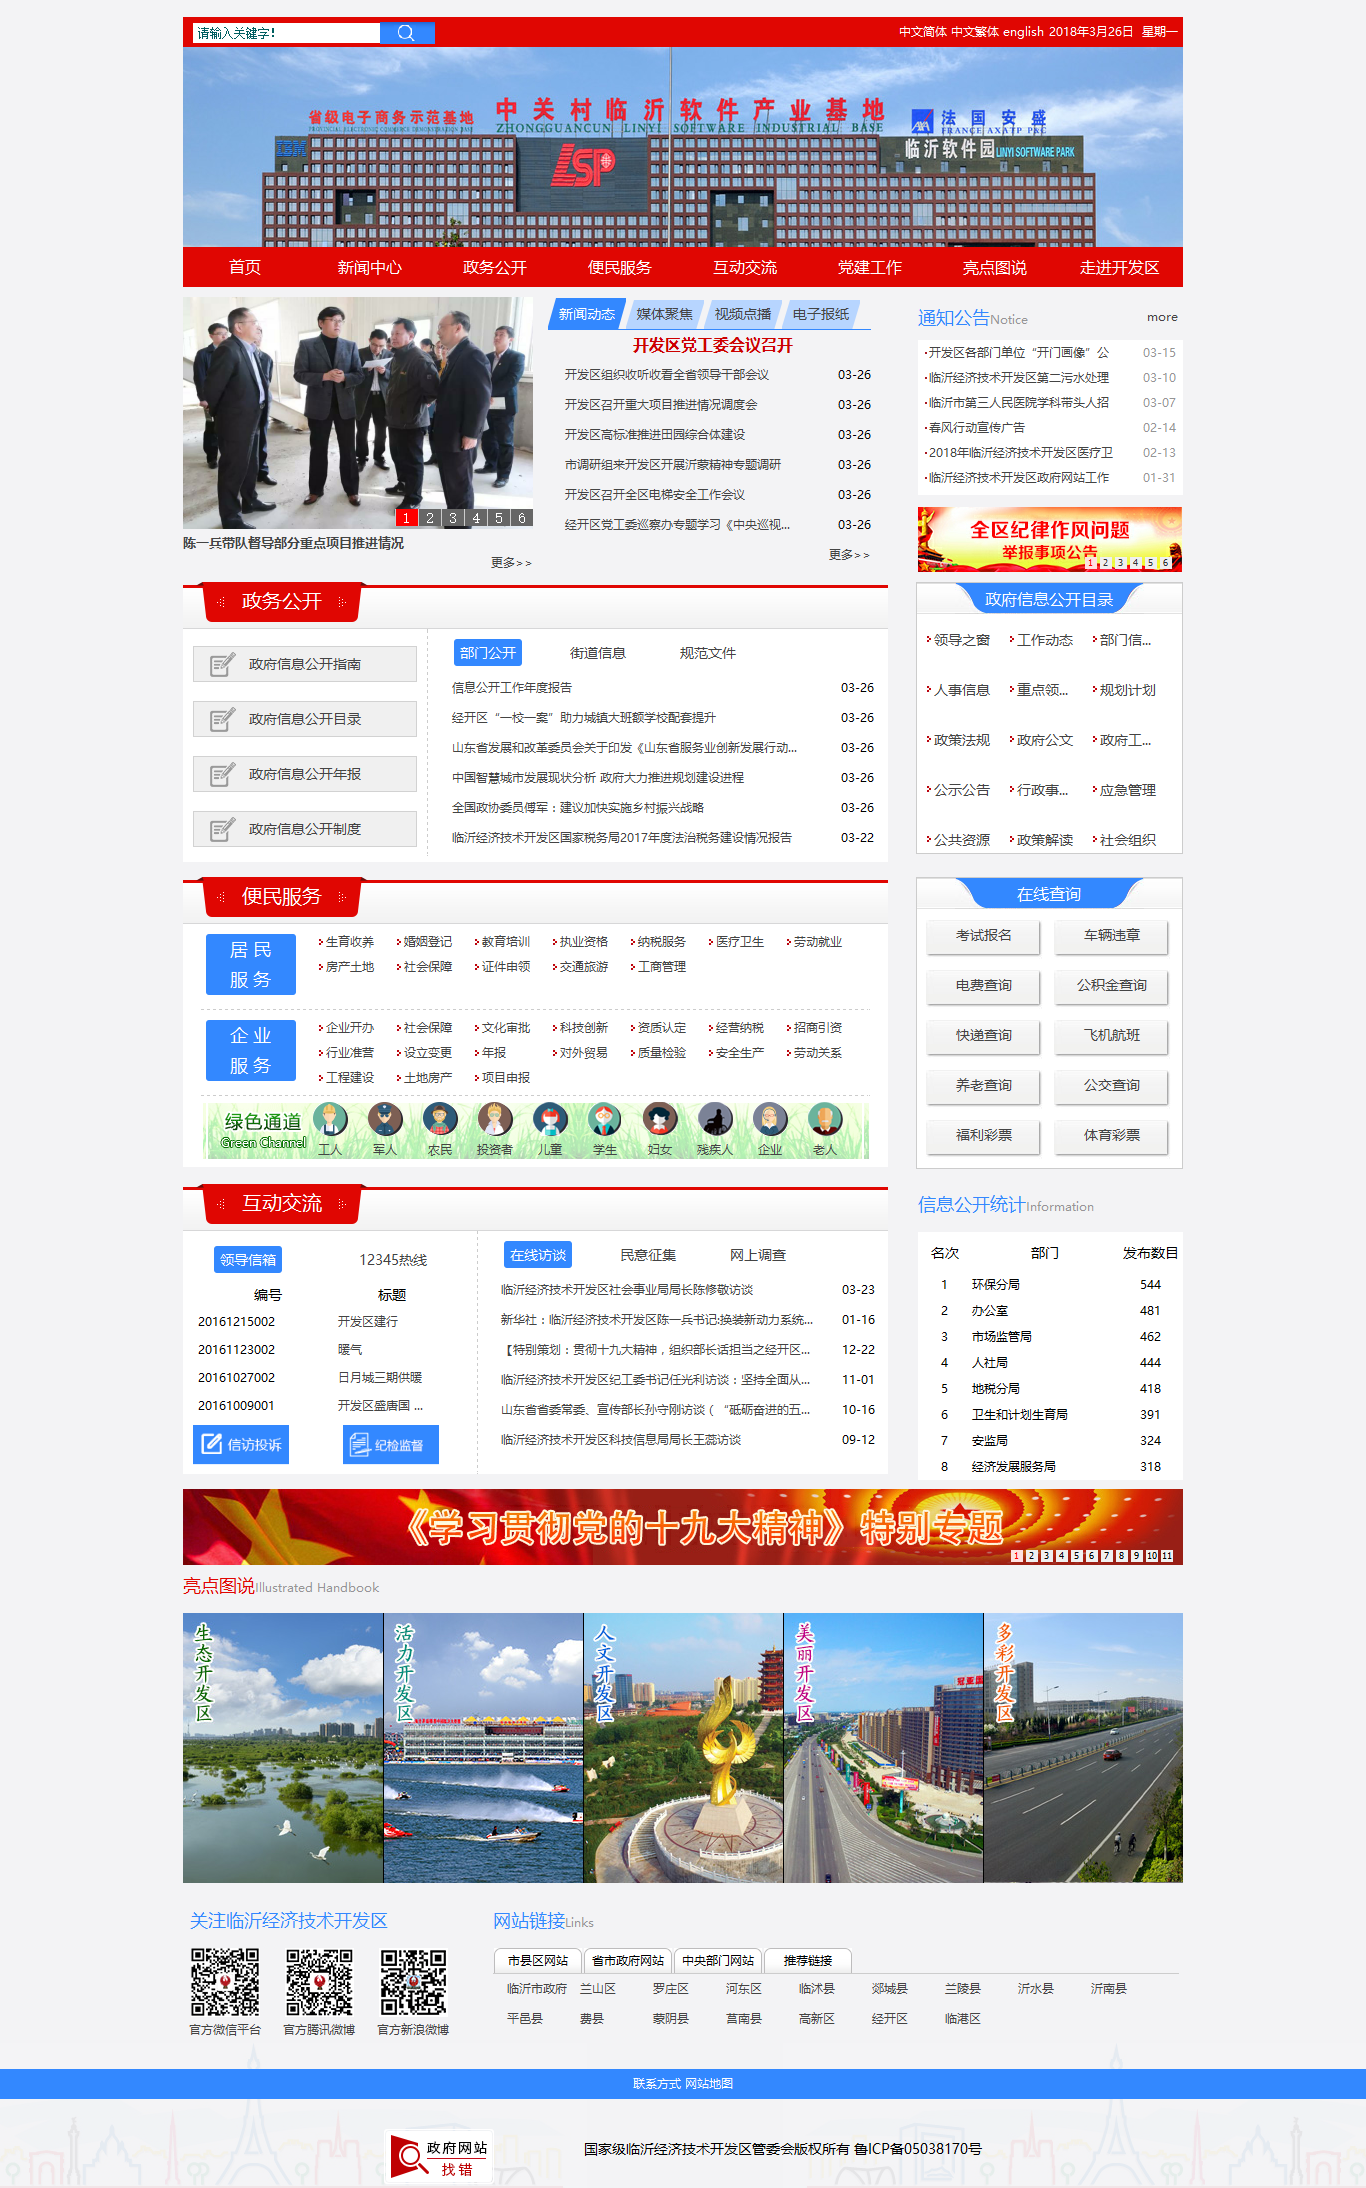 请输入关键字!
中文简体 中文繁体 english 2018年3月26日 星期一
省级电子商务示范基地
PROVINCIAL ELECTRONIC COMMERCE DEMONSTRATION BASE
中关村临沂软件产业基地
ZHONGGUANCUN LINYI SOFTWARE INDUSTRIAL BASE
AXA 法国安盛
FRANCE AXATP P&C
IBM
LSP
临沂软件园 LINYI SOFTWARE PARK
首页 新闻中心 政务公开 便民服务 互动交流 党建工作 亮点图说 走进开发区
1 2 3 4 5 6
陈一兵带队督导部分重点项目推进情况
更多>>
新闻动态 媒体聚焦 视频点播 电子报纸
开发区党工委会议召开
开发区组织收听收看全省领导干部会议 03-26
开发区召开重大项目推进情况调度会 03-26
开发区高标准推进田园综合体建设 03-26
市调研组来开发区开展沂蒙精神专题调研 03-26
开发区召开全区电梯安全工作会议 03-26
经开区党工委巡察办专题学习《中央巡视... 03-26
更多>>
通知公告Notice more
·开发区各部门单位“开门画像”公 03-15
·临沂经济技术开发区第二污水处理 03-10
·临沂市第三人民医院学科带头人招 03-07
·春风行动宣传广告 02-14
·2018年临沂经济技术开发区医疗卫 02-13
·临沂经济技术开发区政府网站工作 01-31
全区纪律作风问题
举报事项公告
1 2 3 4 5 6
政务公开
政府信息公开指南
政府信息公开目录
政府信息公开年报
政府信息公开制度
部门公开 街道信息 规范文件
信息公开工作年度报告 03-26
经开区“一校一案”助力城镇大班额学校配套提升 03-26
山东省发展和改革委员会关于印发《山东省服务业创新发展行动... 03-26
中国智慧城市发展现状分析 政府大力推进规划建设进程 03-26
全国政协委员傅军：建议加快实施乡村振兴战略 03-26
临沂经济技术开发区国家税务局2017年度法治税务建设情况报告 03-22
政府信息公开目录
领导之窗 工作动态 部门信...
人事信息 重点领... 规划计划
政策法规 政府公文 政府工...
公示公告 行政事... 应急管理
公共资源 政策解读 社会组织
便民服务
居民
服务
生育收养 婚姻登记 教育培训 执业资格 纳税服务 医疗卫生 劳动就业
房产土地 社会保障 证件申领 交通旅游 工商管理
企业
服务
企业开办 社会保障 文化审批 科技创新 资质认定 经营纳税 招商引资
行业准营 设立变更 年报 对外贸易 质量检验 安全生产 劳动关系
工程建设 土地房产 项目申报
绿色通道
Green Channel
工人 军人 农民 投资者 儿童 学生 妇女 残疾人 企业 老人
在线查询
考试报名 车辆违章
电费查询 公积金查询
快递查询 飞机航班
养老查询 公交查询
福利彩票 体育彩票
互动交流
领导信箱 12345热线
编号 标题
20161215002 开发区建行
20161123002 暖气
20161027002 日月城三期供暖
20161009001 开发区盛唐国 ...
信访投诉 纪检监督
在线访谈 民意征集 网上调查
临沂经济技术开发区社会事业局局长陈修敬访谈 03-23
新华社：临沂经济技术开发区陈一兵书记:换装新动力系统... 01-16
【特别策划：贯彻十九大精神，组织部长话担当之经开区... 12-22
临沂经济技术开发区纪工委书记任光利访谈：坚持全面从... 11-01
山东省省委常委、宣传部长孙守刚访谈（“砥砺奋进的五... 10-16
临沂经济技术开发区科技信息局局长王蕊访谈 09-12
信息公开统计Information
名次 部门 发布数目
1 环保分局 544
2 办公室 481
3 市场监管局 462
4 人社局 444
5 地税分局 418
6 卫生和计划生育局 391
7 安监局 324
8 经济发展服务局 318
《学习贯彻党的十九大精神》特别专题
1 2 3 4 5 6 7 8 9 10 11
亮点图说Illustrated Handbook
生态开发区
活力开发区
人文开发区
美丽开发区
多彩开发区
关注临沂经济技术开发区
官方微信平台 官方腾讯微博 官方新浪微博
网站链接Links
市县区网站 省市政府网站 中央部门网站 推荐链接
临沂市政府 兰山区 罗庄区 河东区 临沭县 郯城县 兰陵县 沂水县 沂南县
平邑县 费县 蒙阴县 莒南县 高新区 经开区 临港区
联系方式 网站地图
政府网站
找错
国家级临沂经济技术开发区管委会版权所有 鲁ICP备05038170号